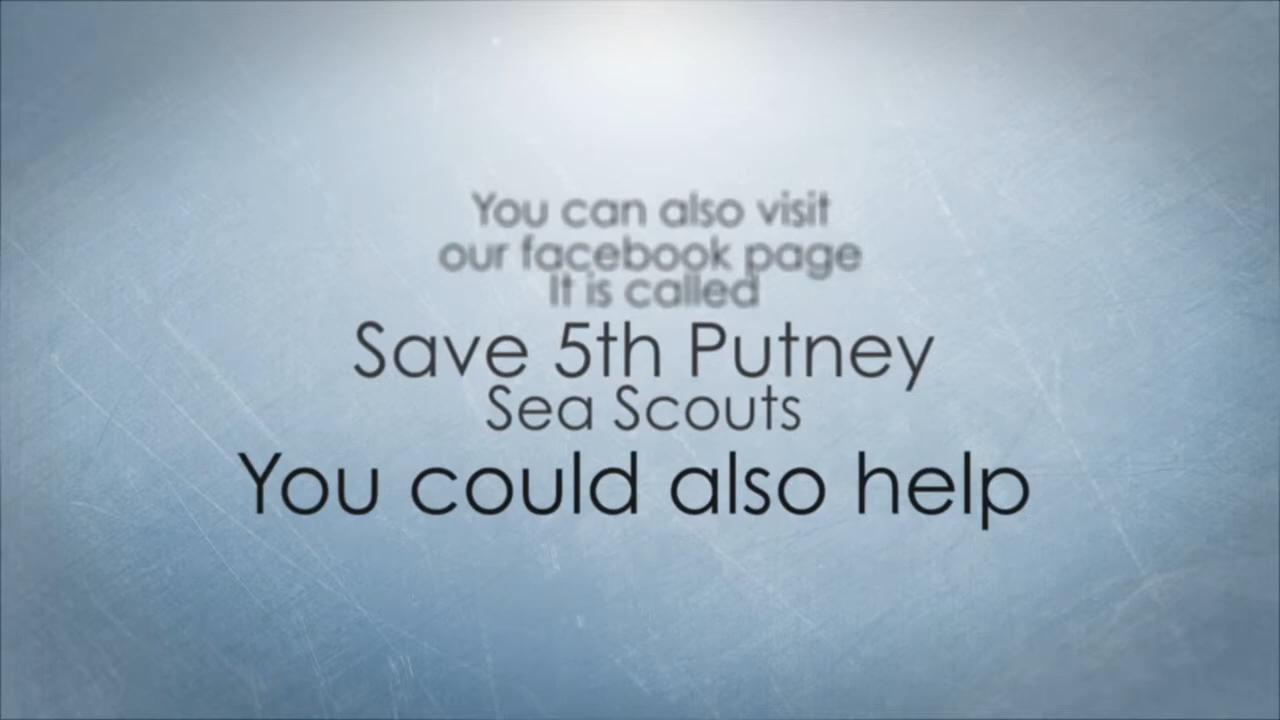 You can also visit
our facebook page
It is called
Save 5th Putney
Sea Scouts
You could also help